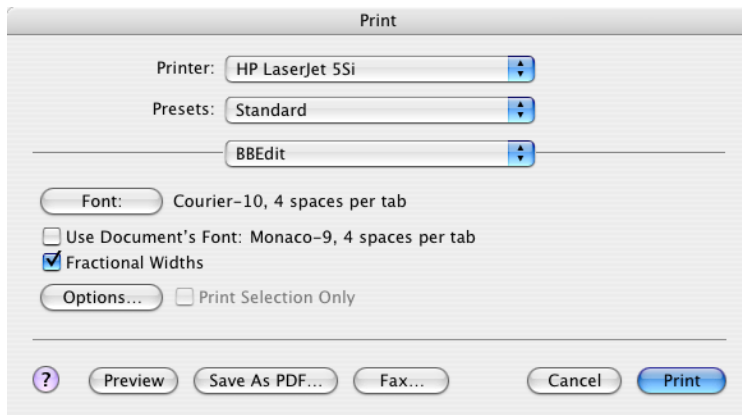 Print
Printer: HP LaserJet 5Si
Presets: Standard
BBEdit
Font: Courier-10, 4 spaces per tab
Use Document's Font: Monaco-9, 4 spaces per tab
Fractional Widths
Options... Print Selection Only
? Preview Save As PDF... Fax... Cancel Print